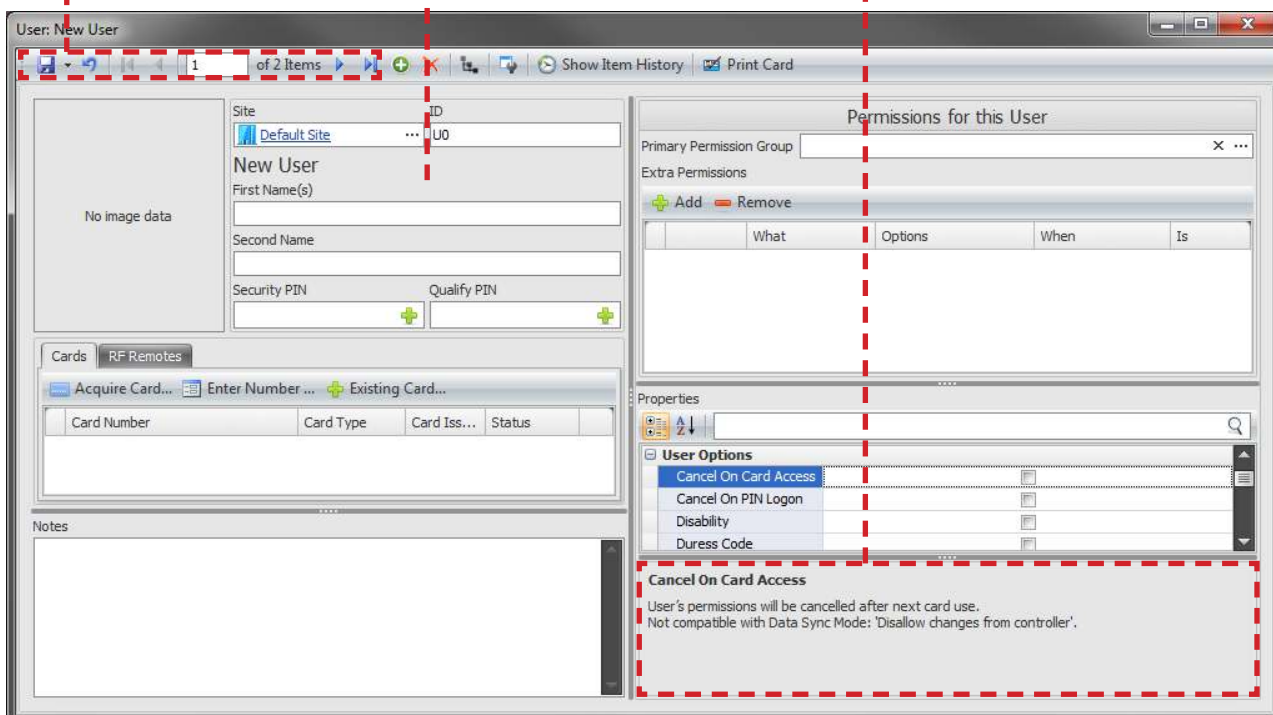 User: New User
1 of 2 Items Show Item History Print Card
No image data
Site ID
Default Site ... U0
New User
First Name(s)
Second Name
Security PIN Qualify PIN
Cards RF Remotes
Acquire Card... Enter Number ... Existing Card...
Card Number Card Type Card Iss... Status
Notes
Permissions for this User
Primary Permission Group
Extra Permissions
Add Remove
What Options When Is
Properties
User Options
Cancel On Card Access
Cancel On PIN Logon
Disability
Duress Code
Cancel On Card Access
User's permissions will be cancelled after next card use.
Not compatible with Data Sync Mode: 'Disallow changes from controller'.